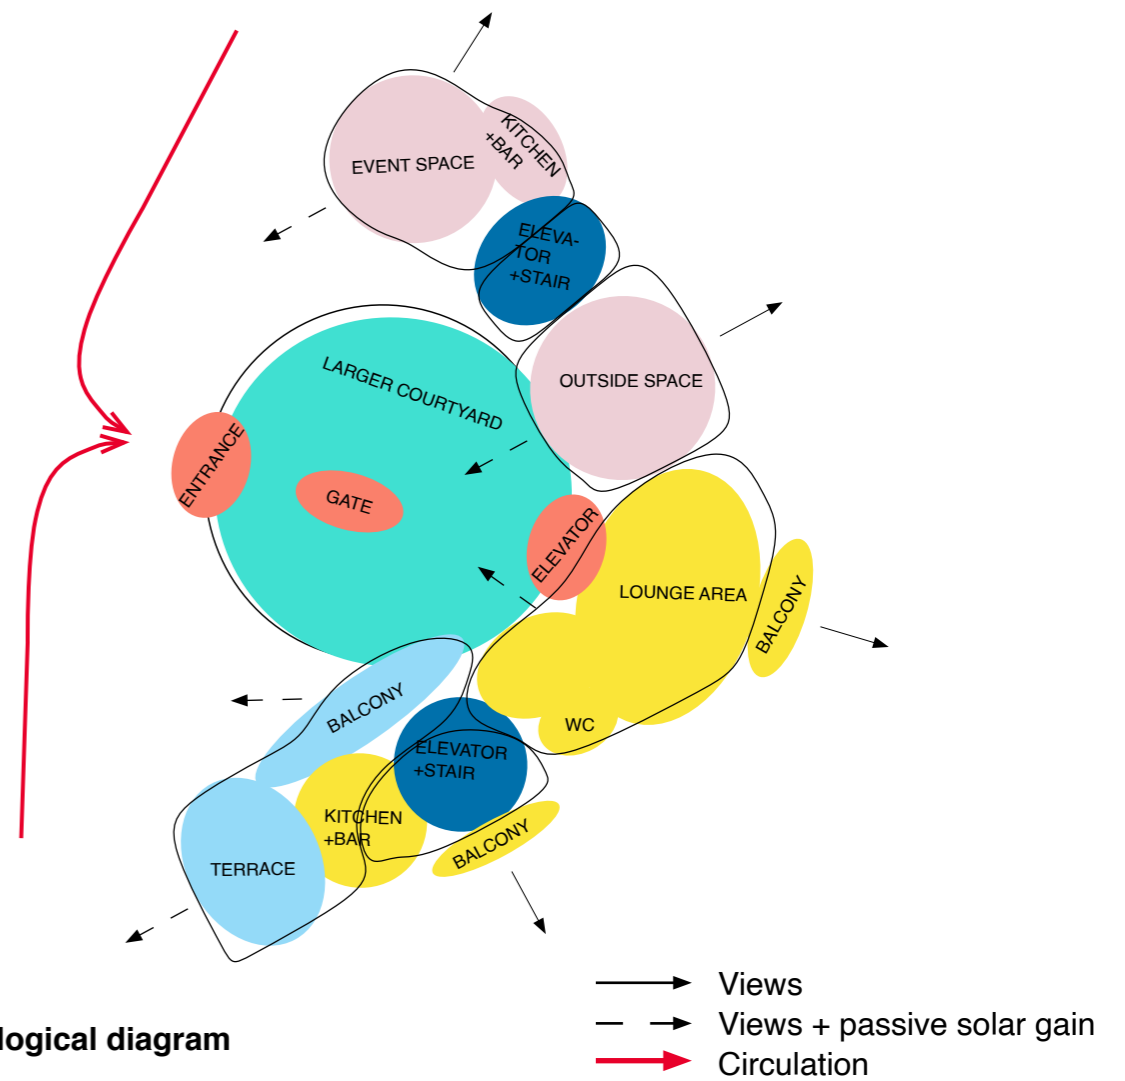 KITCHEN
+BAR
EVENT SPACE
ELEVA-
TOR
+STAIR
LARGER COURTYARD
OUTSIDE SPACE
ENTRANCE
GATE
ELEVATOR
LOUNGE AREA
BALCONY
BALCONY
WC
ELEVATOR
+STAIR
KITCHEN
+BAR
BALCONY
TERRACE
Views
Views + passive solar gain
Circulation
logical diagram